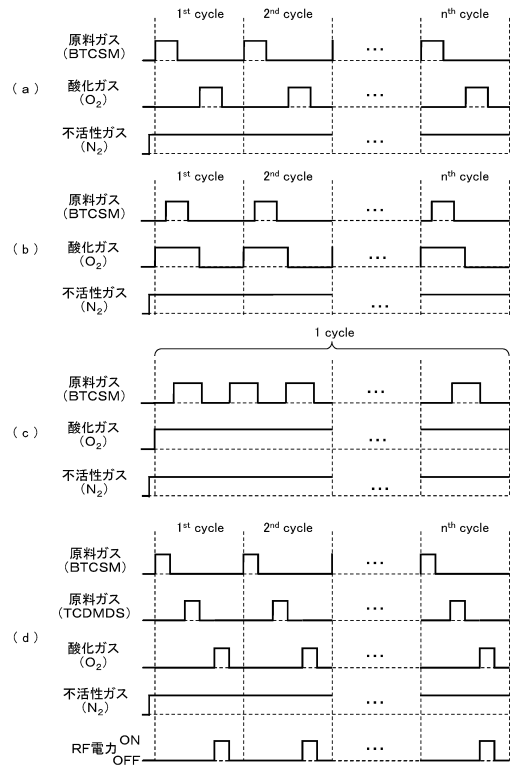 1st cycle 2nd cycle nth cycle
原料ガス
(BTCSM)
...
(a)
酸化ガス
(O2)
...
不活性ガス
(N2)
...
1st cycle 2nd cycle nth cycle
原料ガス
(BTCSM)
...
(b)
酸化ガス
(O2)
...
不活性ガス
(N2)
...
1 cycle
原料ガス
(BTCSM)
...
(c)
酸化ガス
(O2)
...
不活性ガス
(N2)
...
1st cycle 2nd cycle nth cycle
原料ガス
(BTCSM)
...
原料ガス
(TCDMDS)
...
(d)
酸化ガス
(O2)
...
不活性ガス
(N2)
...
RF電力 ON
OFF
...